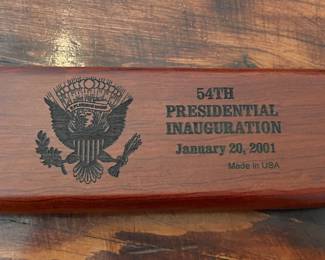 54TH
PRESIDENTIAL
INAUGURATION
January 20, 2001
Made in USA